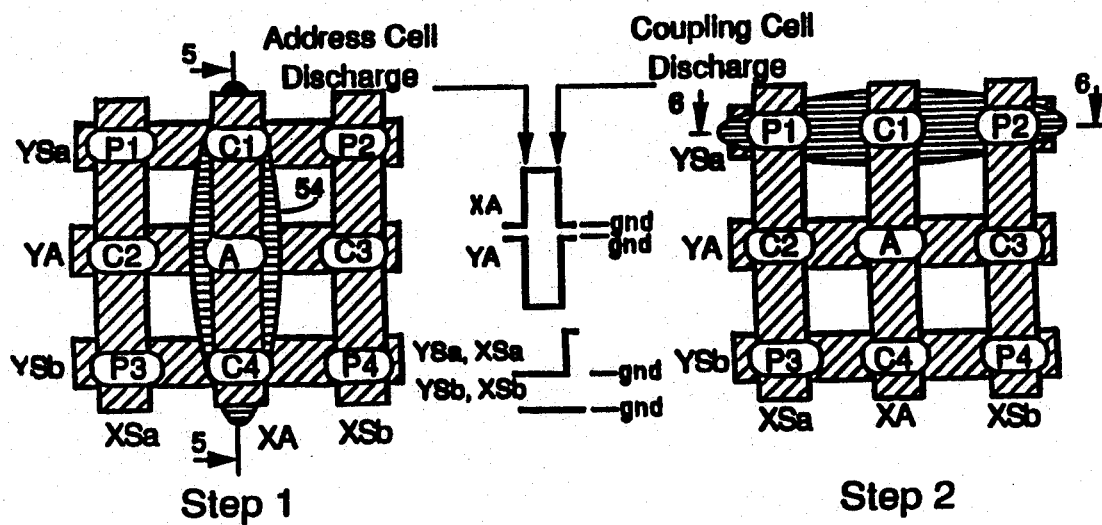 Address Cell
Discharge
Coupling Cell
Discharge
5
YSa
P1
C1
P2
54
YA
C2
A
C3
YSb
P3
C4
P4
XSa
XA
XSb
5
Step 1
XA
gnd
YA
gnd
YSa, XSa
gnd
YSb, XSb
gnd
6
6
YSa
P1
C1
P2
YA
C2
A
C3
YSb
P3
C4
P4
XSa
XA
XSb
Step 2